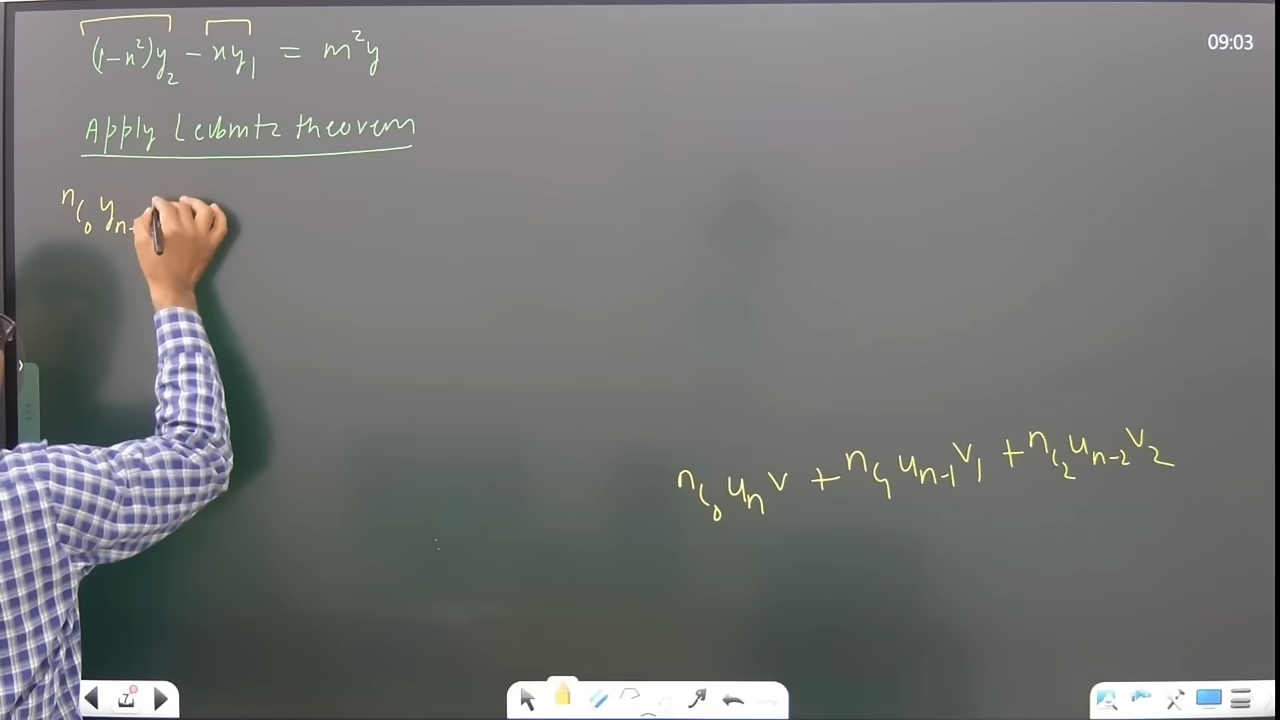 (1-x²)y₂ - xy₁ = m²y
09:03
Apply Leibnitz theorem
ⁿC₀ yₙ₊
ⁿC₀ uₙ v + ⁿC₁ uₙ₋₁ v₁ + ⁿC₂ uₙ₋₂ v₂